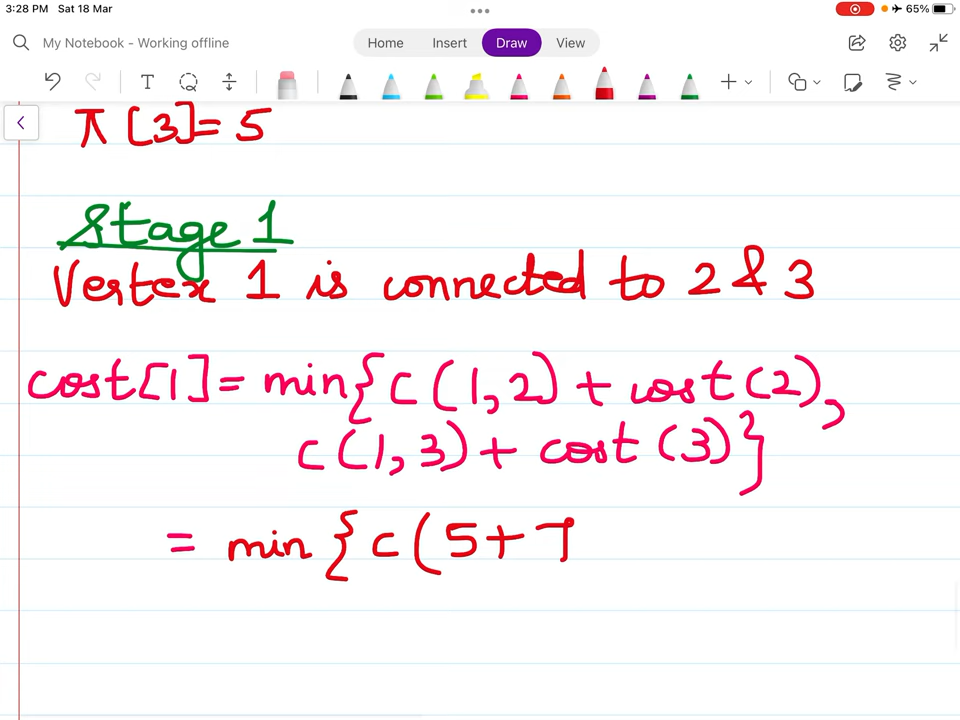 3:28 PM Sat 18 Mar
65%
My Notebook - Working offline
Home Insert Draw View
T
π [3]= 5
Stage 1
Vertex 1 is connected to 2 & 3
cost[1] = min{ c (1,2) + cost (2),
c (1,3) + cost (3)}
= min { c ( 5+7